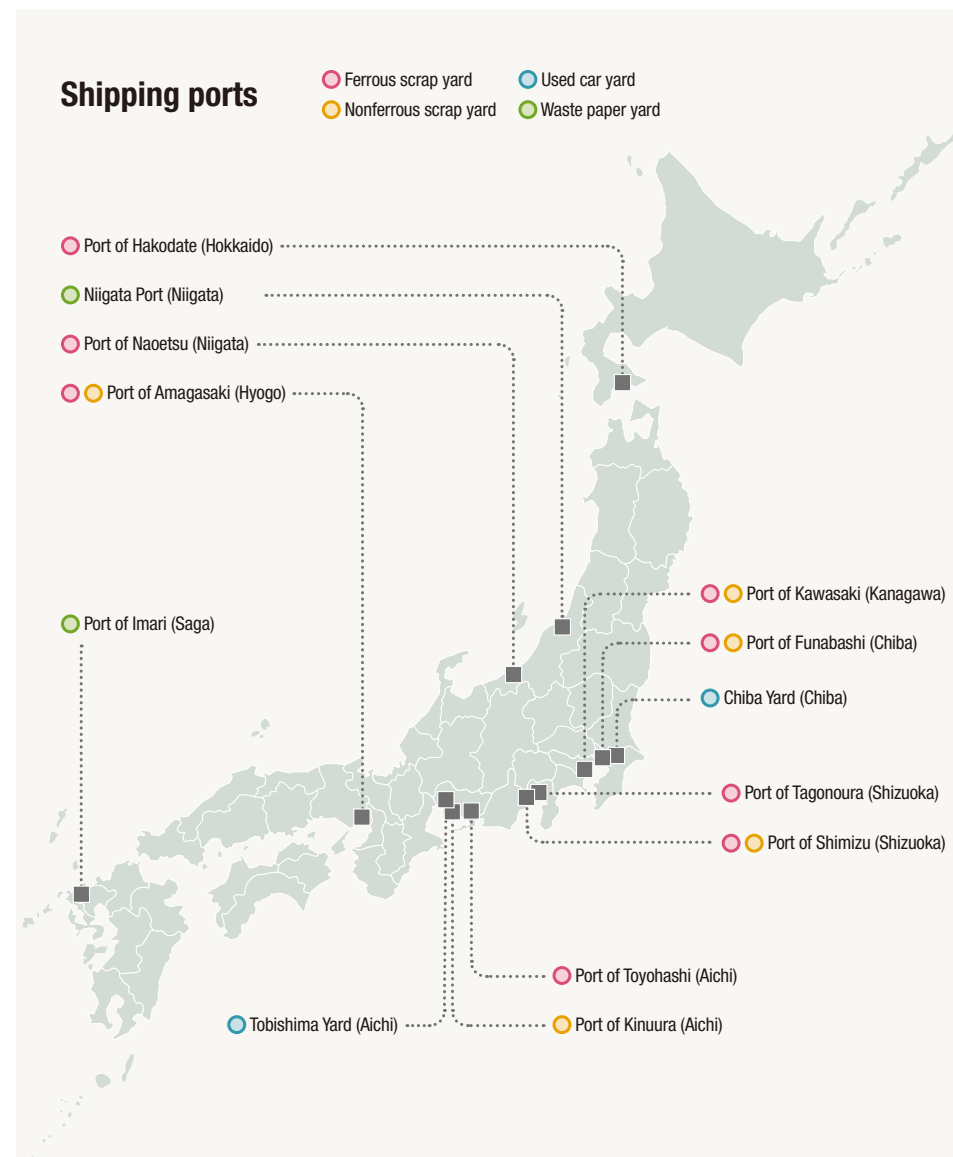 Shipping ports
Ferrous scrap yard
Used car yard
Nonferrous scrap yard
Waste paper yard
Port of Hakodate (Hokkaido)
Niigata Port (Niigata)
Port of Naoetsu (Niigata)
Port of Amagasaki (Hyogo)
Port of Kawasaki (Kanagawa)
Port of Imari (Saga)
Port of Funabashi (Chiba)
Chiba Yard (Chiba)
Port of Tagonoura (Shizuoka)
Port of Shimizu (Shizuoka)
Port of Toyohashi (Aichi)
Tobishima Yard (Aichi)
Port of Kinuura (Aichi)